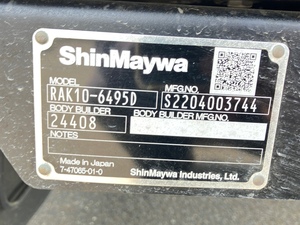 ShinMaywa
MODEL MFG.NO.
RAK10-6495D S2204003744
BODY BUILDER BODY BUILDER MFG.NO.
24408
NOTES
Made in Japan
7-47065-01-0 ShinMaywa Industries, Ltd.